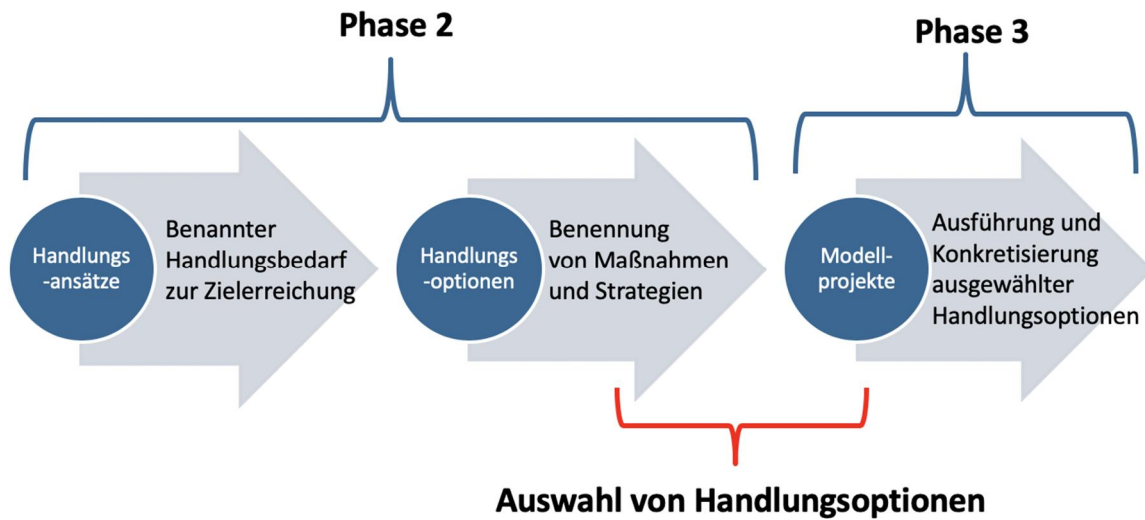 Phase 2
Phase 3
Handlungs
-ansätze
Benannter
Handlungsbedarf
zur Zielerreichung
Handlungs
-optionen
Benennung
von Maßnahmen
und Strategien
Modell-
projekte
Ausführung und
Konkretisierung
ausgewählter
Handlungsoptionen
Auswahl von Handlungsoptionen